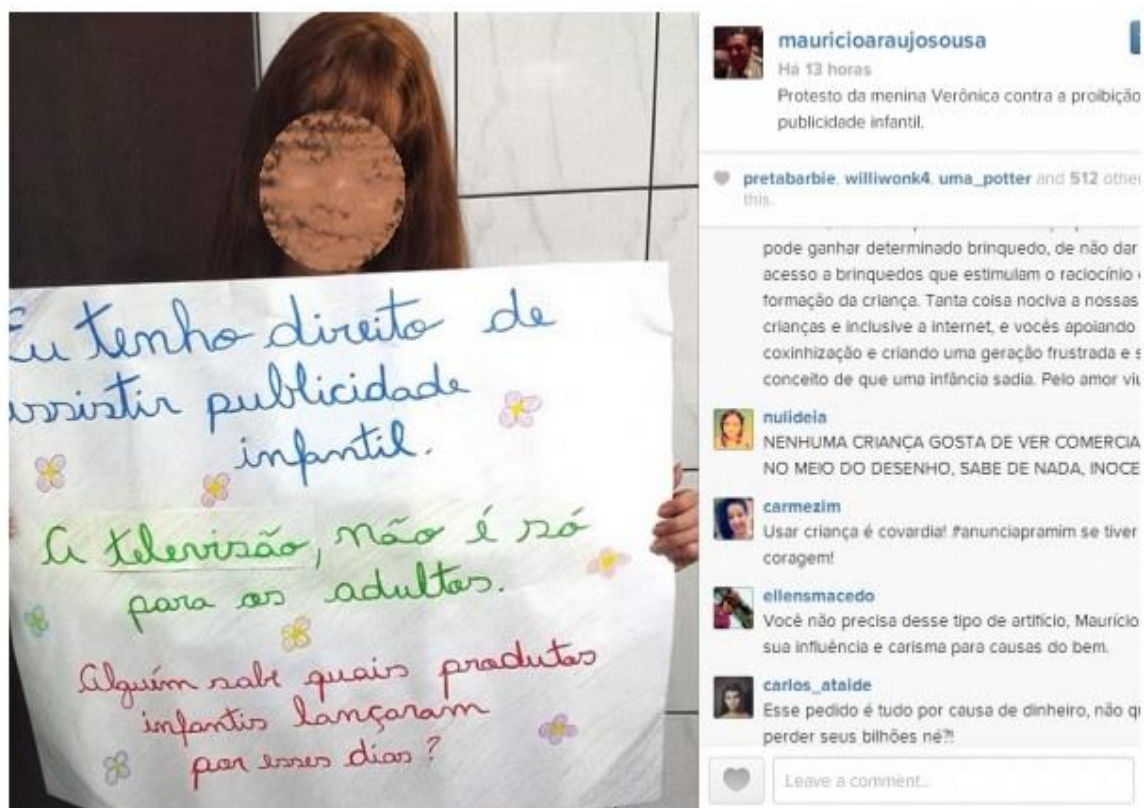 Eu tenho direito de
assistir publicidade
infantil.
A televisão, não é só
para os adultos.
Alguém sabe quais produtos
infantis lançaram
por esses dias?
mauricioaraujosousa
Há 13 horas
Protesto da menina Verônica contra a proibição
publicidade infantil.
pretabarbie, williwonk4, uma_potter and 512 other
this.
pode ganhar determinado brinquedo, de não dar
acesso a brinquedos que estimulam o raciocínio
formação da criança. Tanta coisa nociva a nossas
crianças e inclusive a internet, e vocês apoiando
coxinhização e criando uma geração frustrada e s
conceito de que uma infância sadia. Pelo amor viu
nulideia
NENHUMA CRIANÇA GOSTA DE VER COMERCIA
NO MEIO DO DESENHO, SABE DE NADA, INOCE
carmezim
Usar criança é covardia! #anunciapramim se tiver
coragem!
ellensmacedo
Você não precisa desse tipo de artifício, Maurício
sua influência e carisma para causas do bem.
carlos_ataide
Esse pedido é tudo por causa de dinheiro, não qu
perder seus bilhões né?!
Leave a comment...